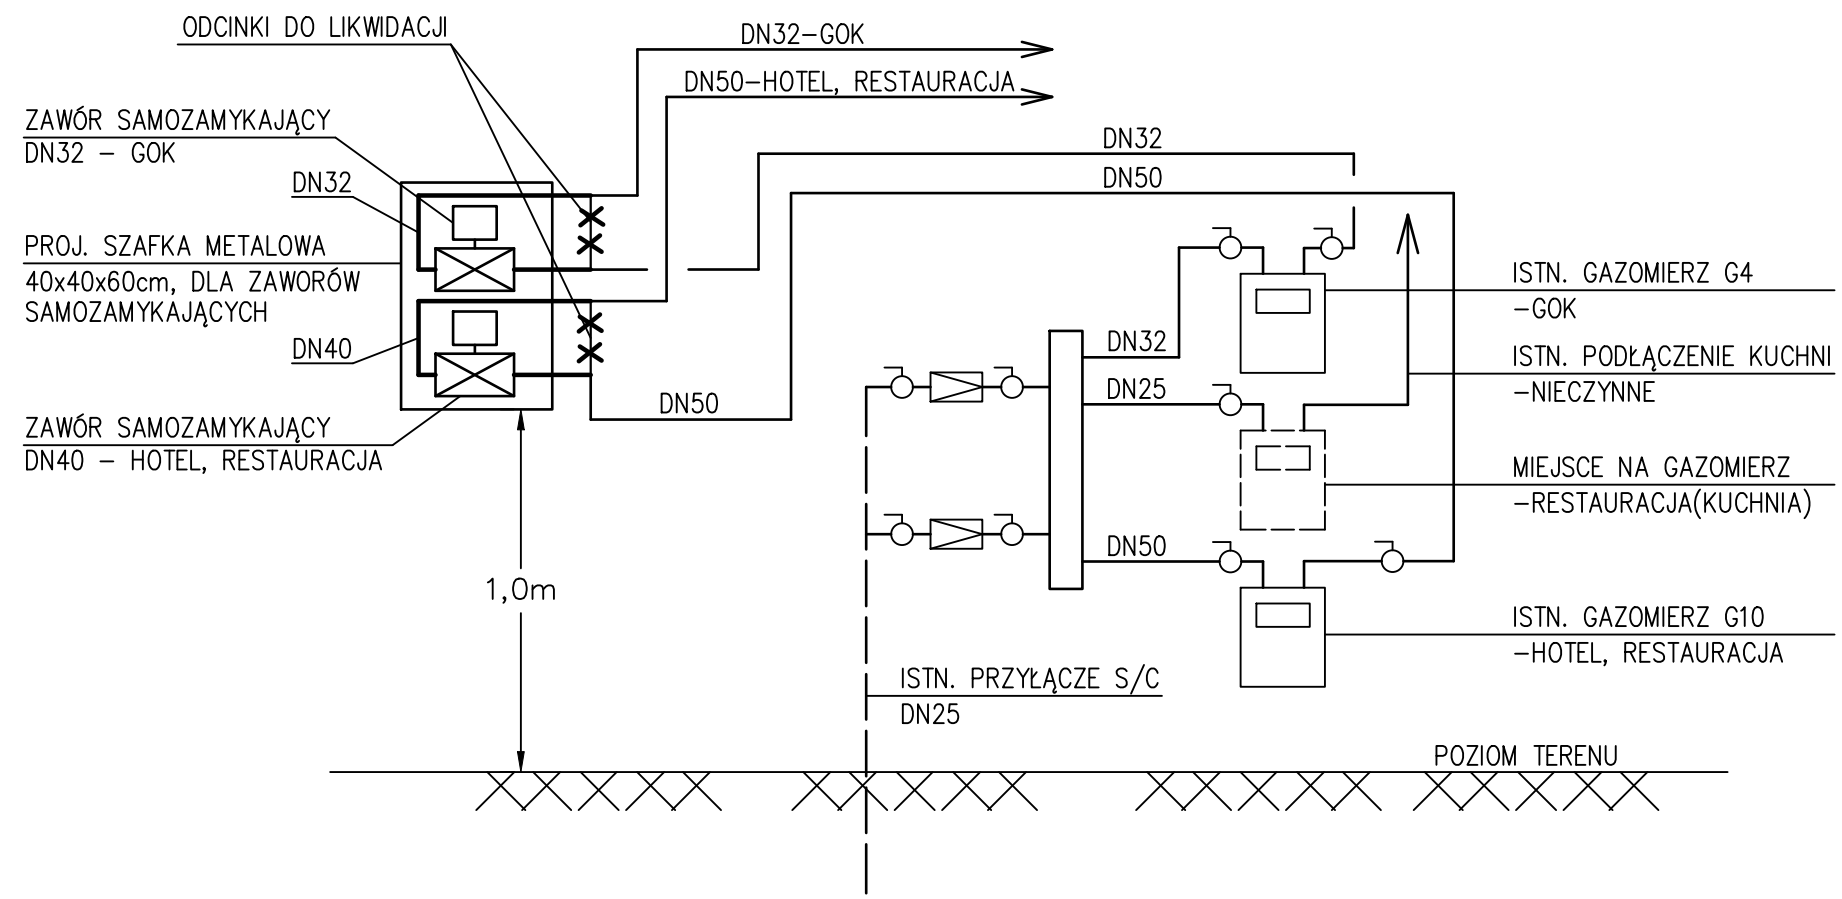 ODCINKI DO LIKWIDACJI
DN32-GOK
DN50-HOTEL, RESTAURACJA
ZAWÓR SAMOZAMYKAJĄCY
DN32 - GOK
DN32
DN32
DN50
PROJ. SZAFKA METALOWA
40x40x60cm, DLA ZAWORÓW
SAMOZAMYKAJĄCYCH
DN40
ZAWÓR SAMOZAMYKAJĄCY
DN40 - HOTEL, RESTAURACJA
DN50
1,0m
DN32
DN25
DN50
ISTN. GAZOMIERZ G4
-GOK
ISTN. PODŁĄCZENIE KUCHNI
-NIECZYNNE
MIEJSCE NA GAZOMIERZ
-RESTAURACJA(KUCHNIA)
ISTN. GAZOMIERZ G10
-HOTEL, RESTAURACJA
ISTN. PRZYŁĄCZE S/C
DN25
POZIOM TERENU